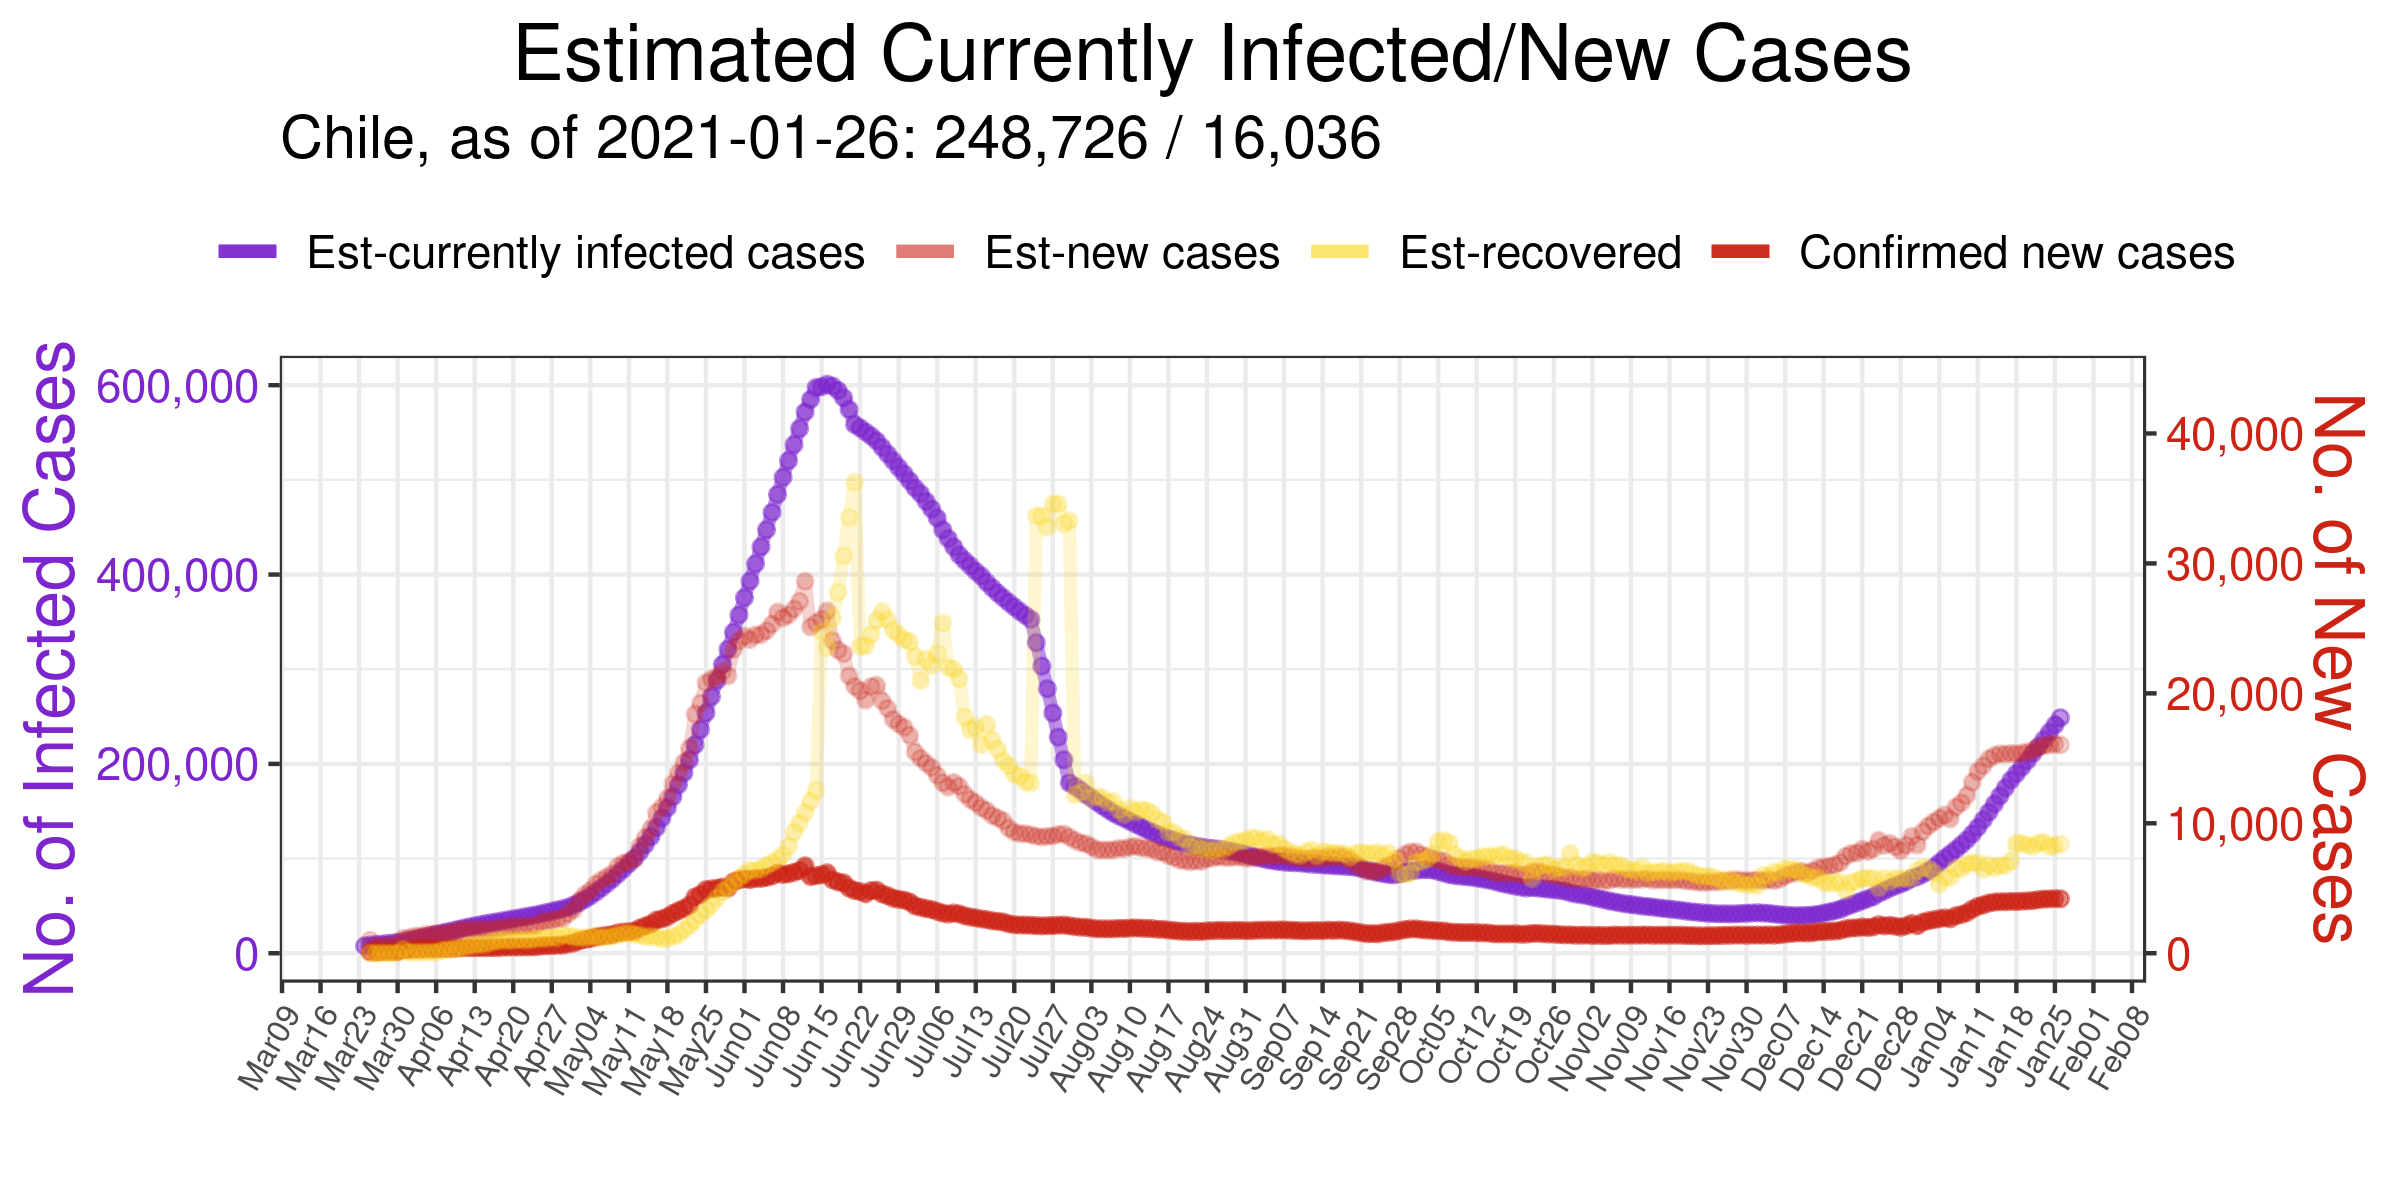 Estimated Currently Infected/New Cases
Chile, as of 2021-01-26: 248,726 / 16,036
Est-currently infected cases Est-new cases Est-recovered Confirmed new cases
No. of Infected Cases
600,000
400,000
200,000
0
40,000
30,000
20,000
10,000
0
No. of New Cases
Mar09 Mar16 Mar23 Mar30 Apr06 Apr13 Apr20 Apr27 May04 May11 May18 May25 Jun01 Jun08 Jun15 Jun22 Jun29 Jul06 Jul13 Jul20 Jul27 Aug03 Aug10 Aug17 Aug24 Aug31 Sep07 Sep14 Sep21 Sep28 Oct05 Oct12 Oct19 Oct26 Nov02 Nov09 Nov16 Nov23 Nov30 Dec07 Dec14 Dec21 Dec28 Jan04 Jan11 Jan18 Jan25 Feb01 Feb08